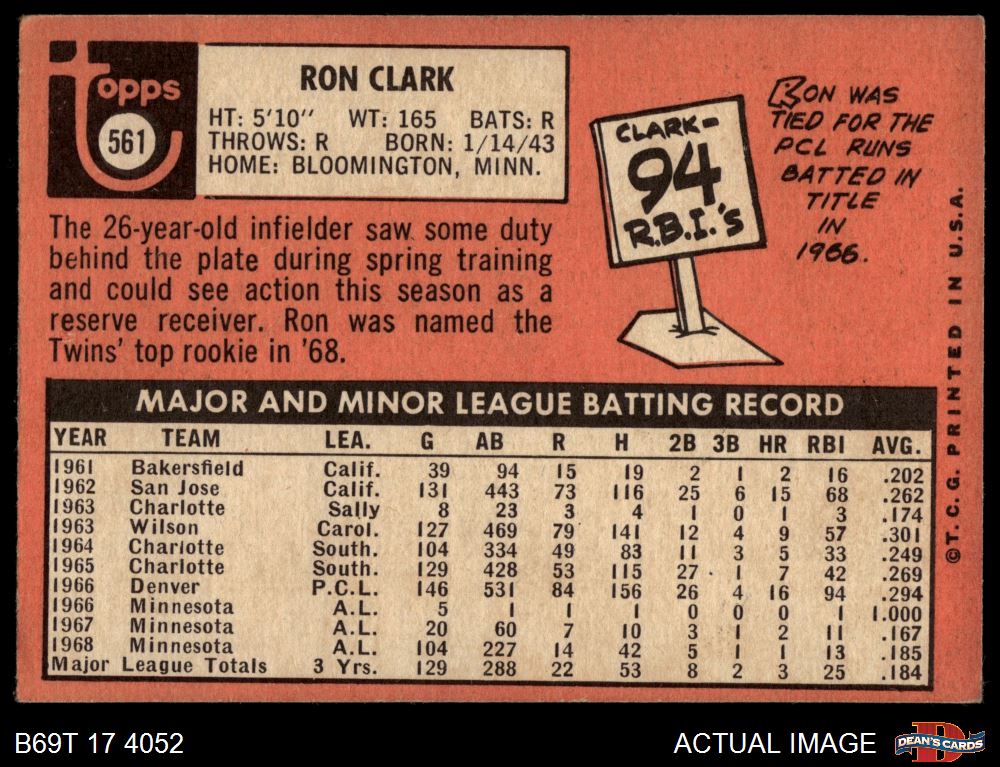 topps
561
RON CLARK
HT: 5'10" WT: 165 BATS: R
THROWS: R BORN: 1/14/43
HOME: BLOOMINGTON, MINN.
The 26-year-old infielder saw some duty
behind the plate during spring training
and could see action this season as a
reserve receiver. Ron was named the
Twins' top rookie in '68.
CLARK-
94
R.B.I.'S
RON WAS
TIED FOR THE
PCL RUNS
BATTED IN
TITLE
IN
1966.
MAJOR AND MINOR LEAGUE BATTING RECORD
YEAR TEAM LEA. G AB R H 2B 3B HR RBI AVG.
1961 Bakersfield Calif. 39 94 15 19 2 1 2 16 .202
1962 San Jose Calif. 131 443 73 116 25 6 15 68 .262
1963 Charlotte Sally 8 23 3 4 1 0 1 3 .174
1963 Wilson Carol. 127 469 79 141 12 4 9 57 .301
1964 Charlotte South. 104 334 49 83 11 3 5 33 .249
1965 Charlotte South. 129 428 53 115 27 1 7 42 .269
1966 Denver P.C.L. 146 531 84 156 26 4 16 94 .294
1966 Minnesota A.L. 5 1 1 1 0 0 0 1 1.000
1967 Minnesota A.L. 20 60 7 10 3 1 2 11 .167
1968 Minnesota A.L. 104 227 14 42 5 1 1 13 .185
Major League Totals 3 Yrs. 129 288 22 53 8 2 3 25 .184
©T. C. G. PRINTED IN U.S.A.
B69T 17 4052
ACTUAL IMAGE
D
DEAN'S CARDS